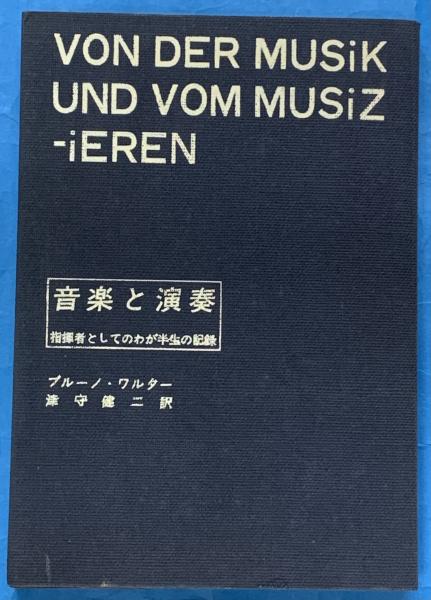 VON DER MUSiK
UND VOM MUSiZ
-iEREN
音楽と演奏
指揮者としてのわが半生の記録
ブルーノ・ワルター
津守健二訳